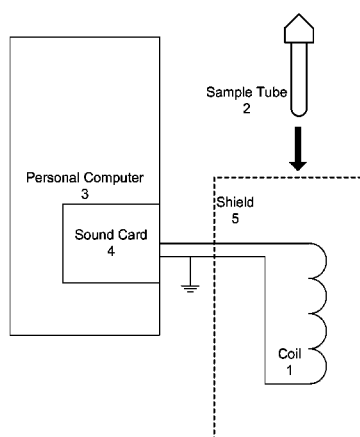 Sample Tube
2
Personal Computer
3
Shield
5
Sound Card
4
Coil
1